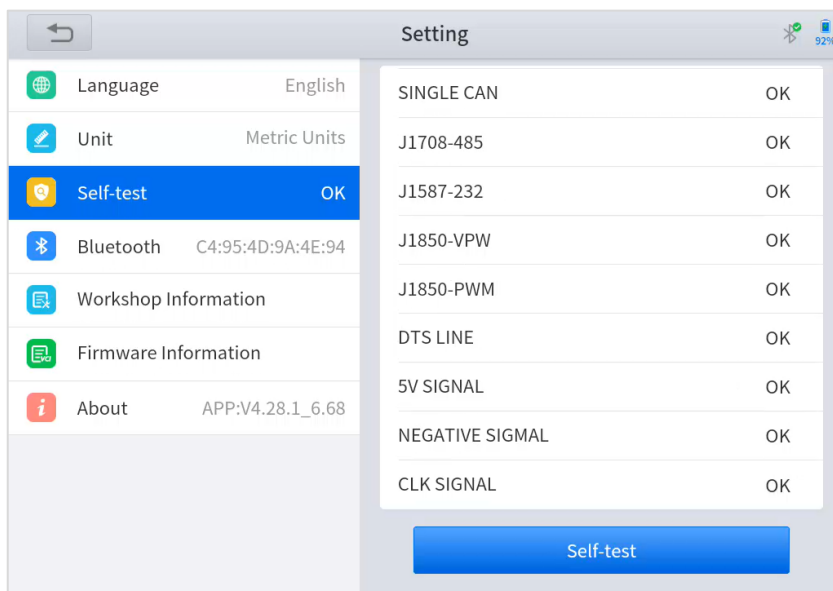 Setting
92%
Language English
Unit Metric Units
Self-test OK
Bluetooth C4:95:4D:9A:4E:94
Workshop Information
Firmware Information
About APP:V4.28.1_6.68
SINGLE CAN OK
J1708-485 OK
J1587-232 OK
J1850-VPW OK
J1850-PWM OK
DTS LINE OK
5V SIGNAL OK
NEGATIVE SIGMAL OK
CLK SIGNAL OK
Self-test